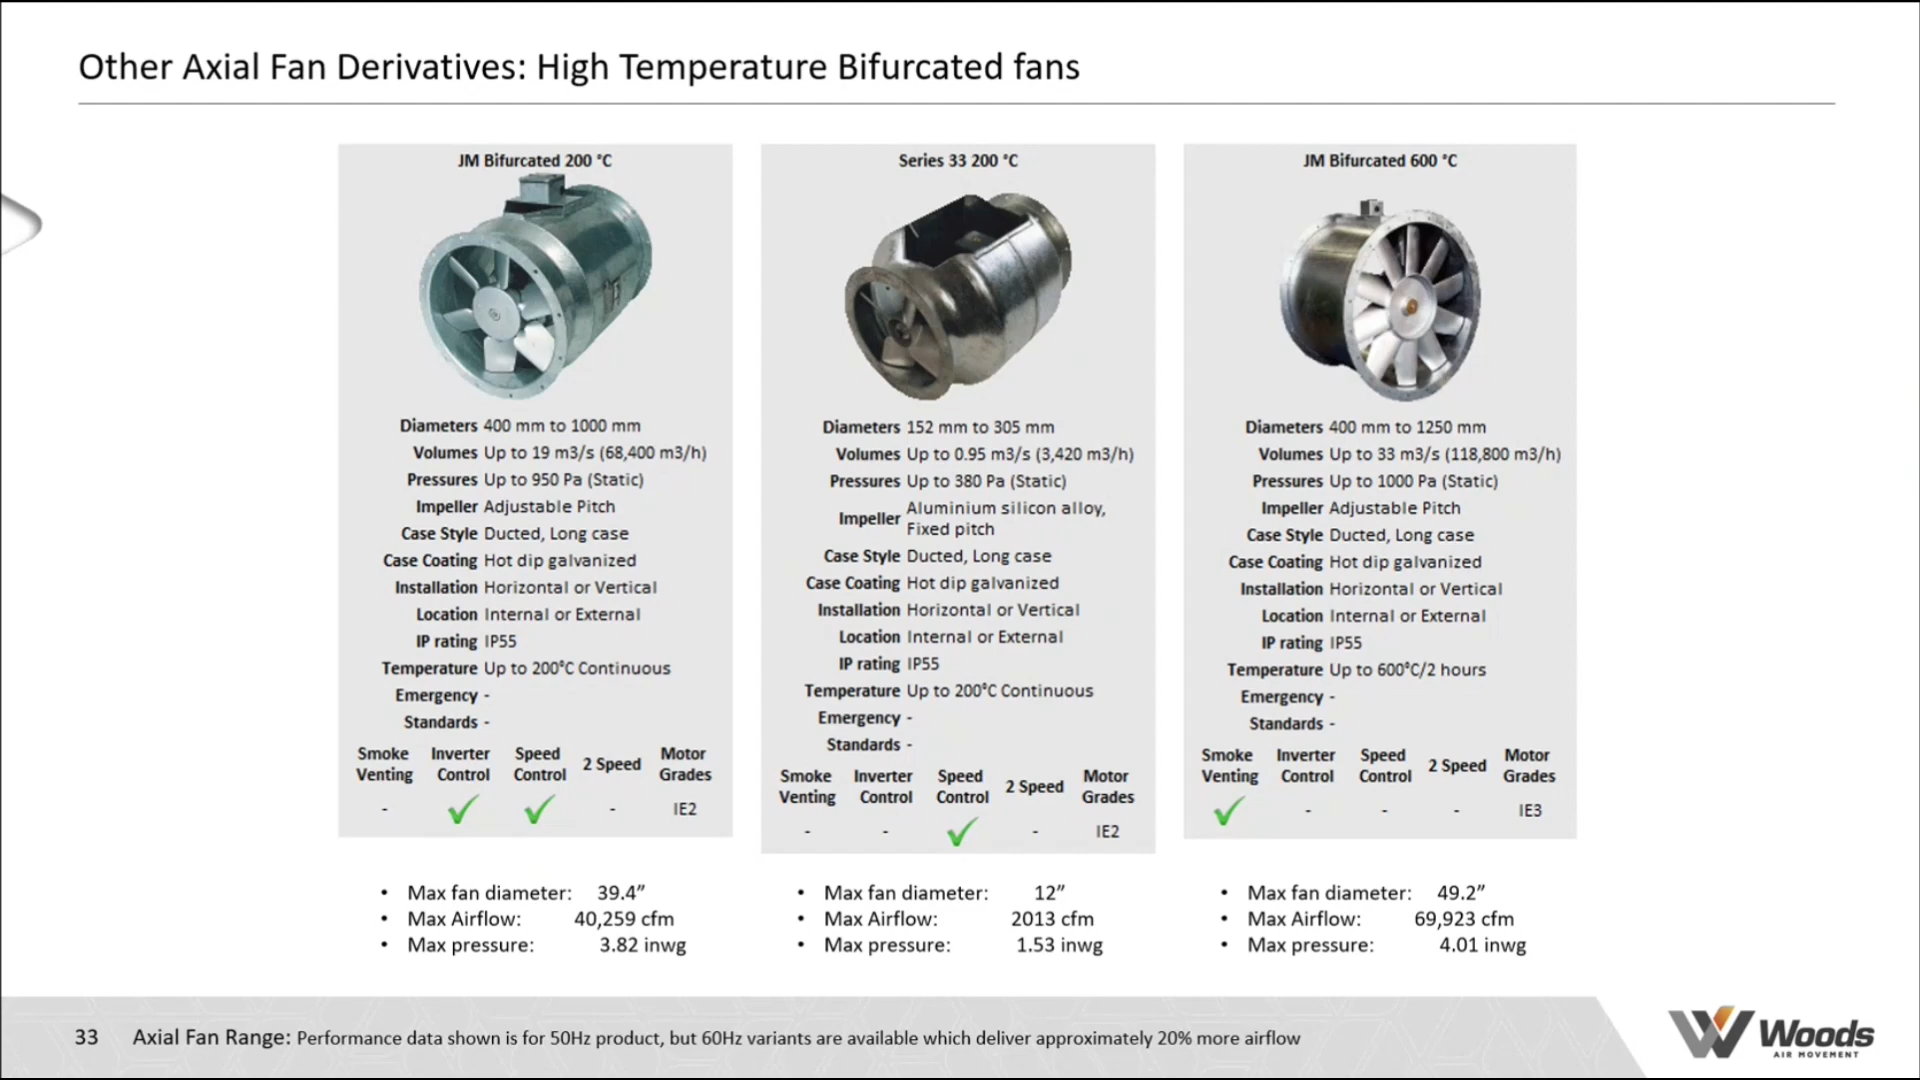 Other Axial Fan Derivatives: High Temperature Bifurcated fans
JM Bifurcated 200 °C
Diameters 400 mm to 1000 mm
Volumes Up to 19 m3/s (68,400 m3/h)
Pressures Up to 950 Pa (Static)
Impeller Adjustable Pitch
Case Style Ducted, Long case
Case Coating Hot dip galvanized
Installation Horizontal or Vertical
Location Internal or External
IP rating IP55
Temperature Up to 200°C Continuous
Emergency -
Standards -
Smoke Venting Inverter Control Speed Control 2 Speed Motor Grades
- ✓ ✓ - IE2
Series 33 200 °C
Diameters 152 mm to 305 mm
Volumes Up to 0.95 m3/s (3,420 m3/h)
Pressures Up to 380 Pa (Static)
Impeller Aluminium silicon alloy,
Fixed pitch
Case Style Ducted, Long case
Case Coating Hot dip galvanized
Installation Horizontal or Vertical
Location Internal or External
IP rating IP55
Temperature Up to 200°C Continuous
Emergency -
Standards -
Smoke Venting Inverter Control Speed Control 2 Speed Motor Grades
- - ✓ - IE2
JM Bifurcated 600 °C
Diameters 400 mm to 1250 mm
Volumes Up to 33 m3/s (118,800 m3/h)
Pressures Up to 1000 Pa (Static)
Impeller Adjustable Pitch
Case Style Ducted, Long case
Case Coating Hot dip galvanized
Installation Horizontal or Vertical
Location Internal or External
IP rating IP55
Temperature Up to 600°C/2 hours
Emergency -
Standards -
Smoke Venting Inverter Control Speed Control 2 Speed Motor Grades
✓ - - - IE3
• Max fan diameter: 39.4”
• Max Airflow: 40,259 cfm
• Max pressure: 3.82 inwg
• Max fan diameter: 12”
• Max Airflow: 2013 cfm
• Max pressure: 1.53 inwg
• Max fan diameter: 49.2”
• Max Airflow: 69,923 cfm
• Max pressure: 4.01 inwg
33 Axial Fan Range: Performance data shown is for 50Hz product, but 60Hz variants are available which deliver approximately 20% more airflow
Woods
AIR MOVEMENT